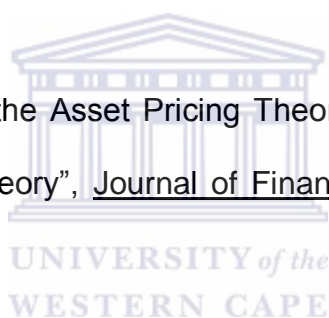 the Asset Pricing Theor
eory”, Journal of Finan
UNIVERSITY of the
WESTERN CAPE